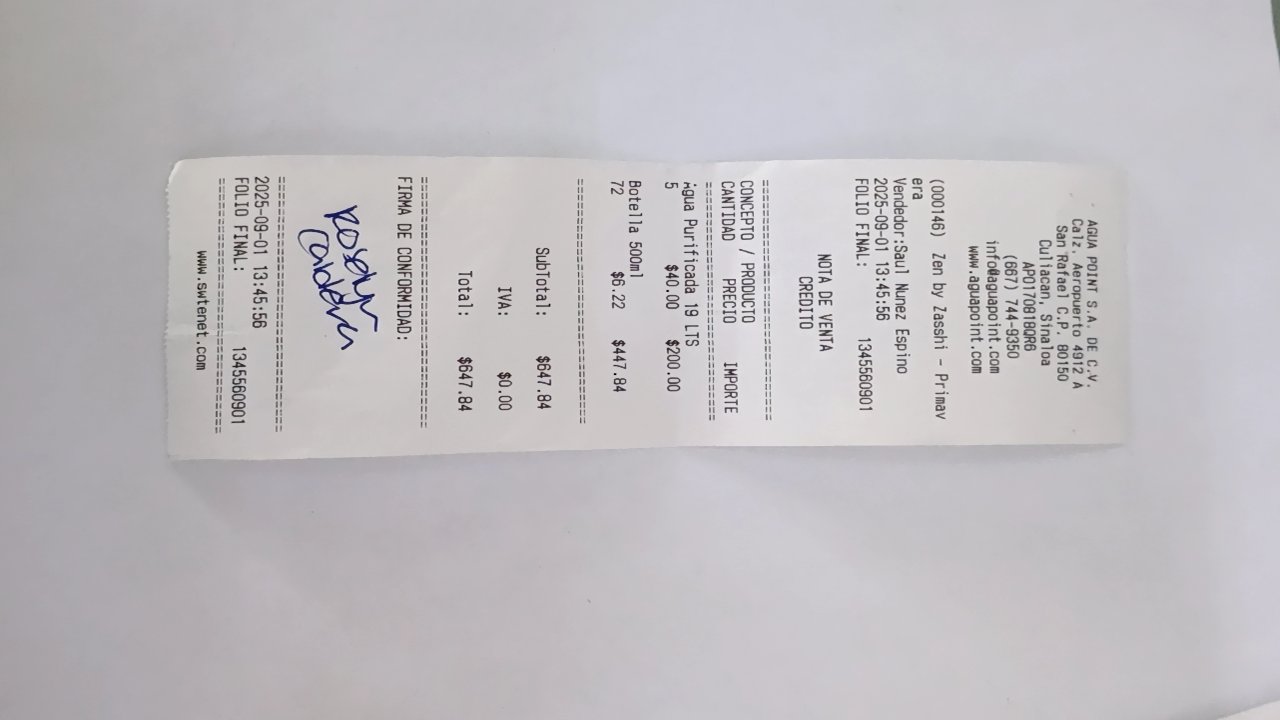 AGUA POINT S.A. DE C.V.
Calz. Aeropuerto 4912 A
San Rafael C.P. 80150
Culiacan, Sinaloa
APO170818QR6
(667) 744-9350
info@aguapoint.com
www.aguapoint.com
(000146) Zen by Zasshi - Primav
era
Vendedor:Saul Nunez Espino
2025-09-01 13:45:56
FOLIO FINAL: 1345560901
NOTA DE VENTA
CREDITO
===============================
CONCEPTO / PRODUCTO
CANTIDAD PRECIO IMPORTE
===============================
Agua Purificada 19 LTS
5 $40.00 $200.00
Botella 500ml
72 $6.22 $447.84
===============================
SubTotal: $647.84
IVA: $0.00
Total: $647.84
===============================
FIRMA DE CONFORMIDAD:
===============================
2025-09-01 13:45:56
FOLIO FINAL: 1345560901
===============================
www.swtenet.com